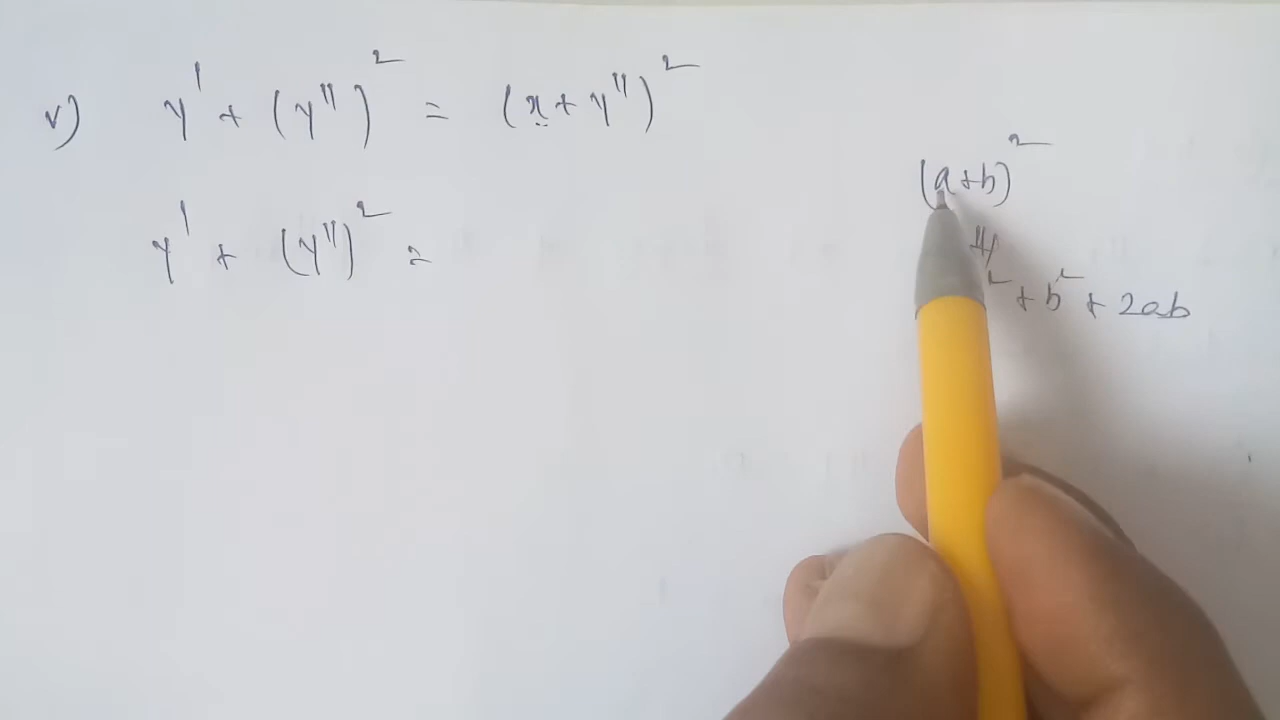 v) y' + (y'')² = (x + y'')²
y' + (y'')² =
(a+b)²
² + b² + 2ab